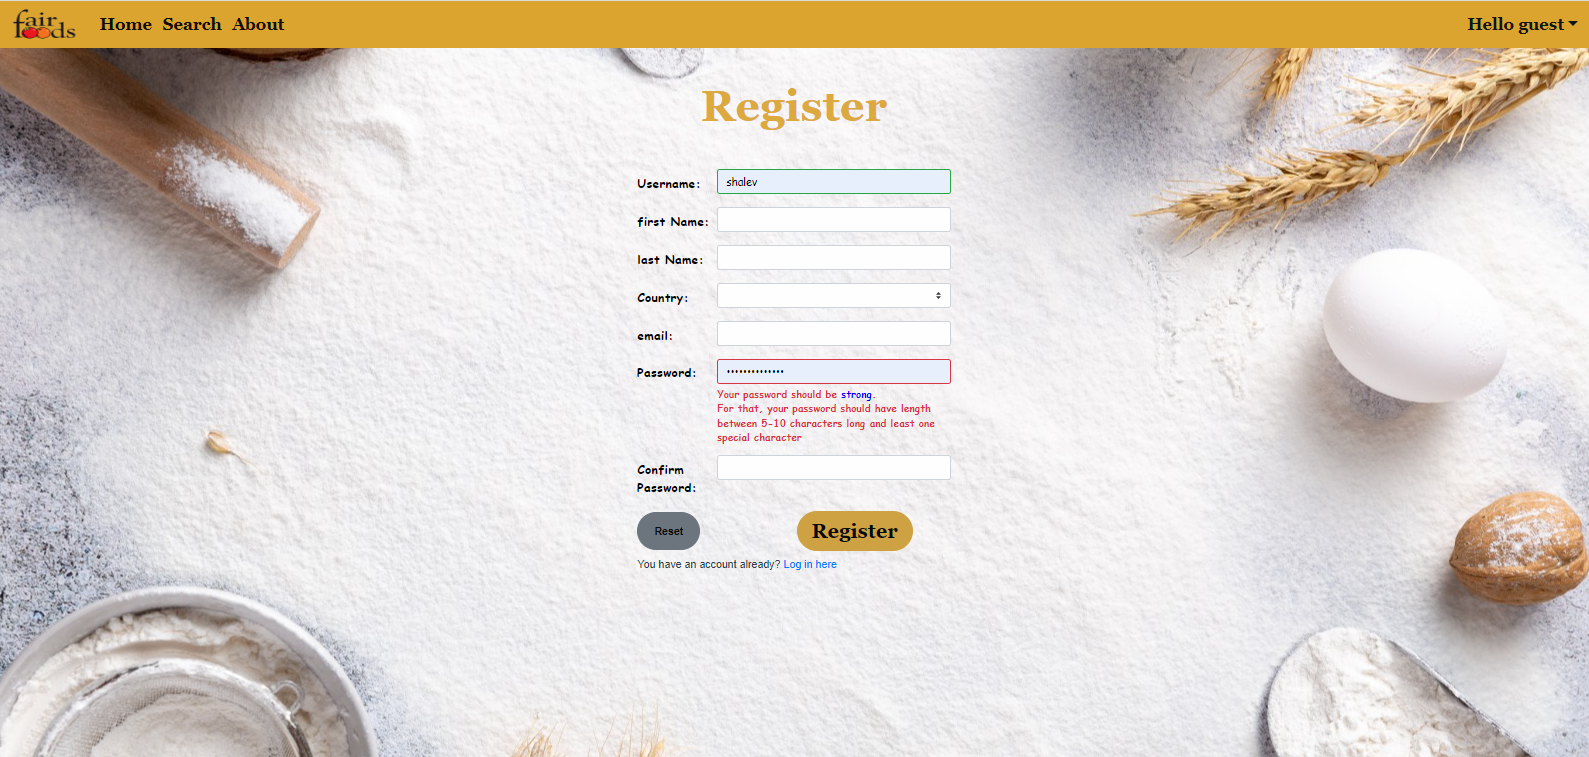 fair foods
Home Search About
Hello guest
Register
Username: shalev
first Name:
last Name:
Country:
email:
Password: ••••••••••••••
Your password should be strong.
For that, your password should have length
between 5-10 characters long and least one
special character
Confirm
Password:
Reset Register
You have an account already? Log in here